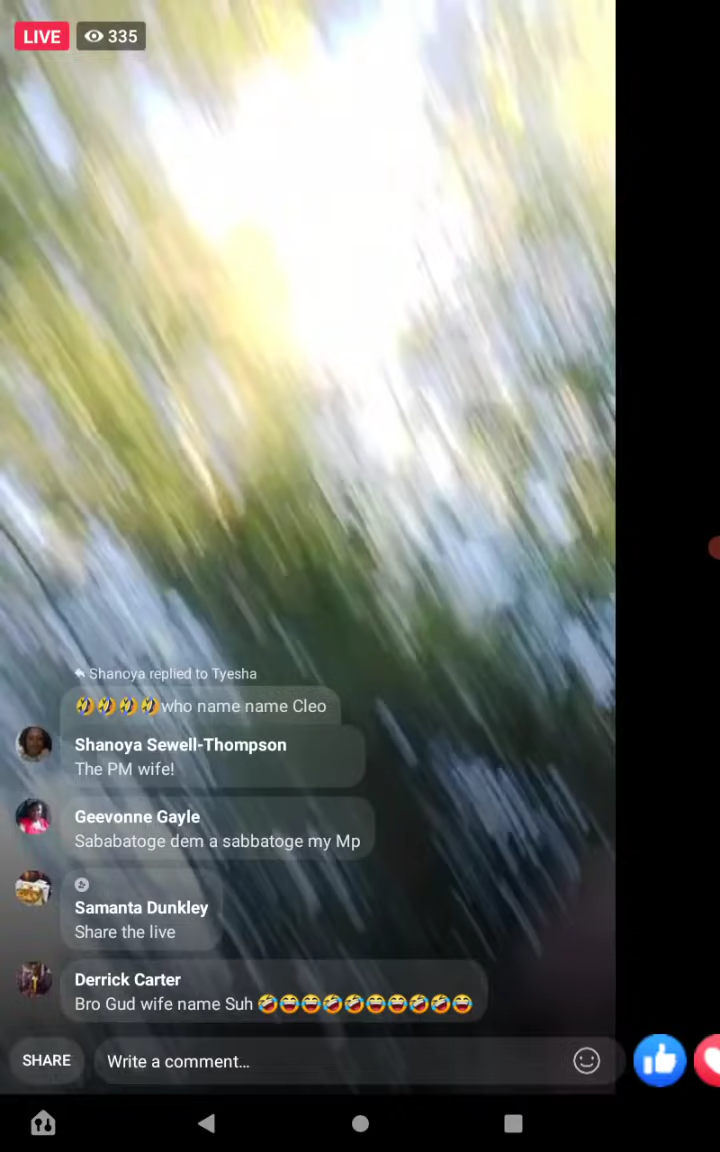 LIVE 335
Shanoya replied to Tyesha
🤣🤣🤣🤣who name name Cleo
Shanoya Sewell-Thompson
The PM wife!
Geevonne Gayle
Sababatoge dem a sabbatoge my Mp
Samanta Dunkley
Share the live
Derrick Carter
Bro Gud wife name Suh 🤣😂😂🤣🤣😂😂🤣🤣😂
SHARE Write a comment...